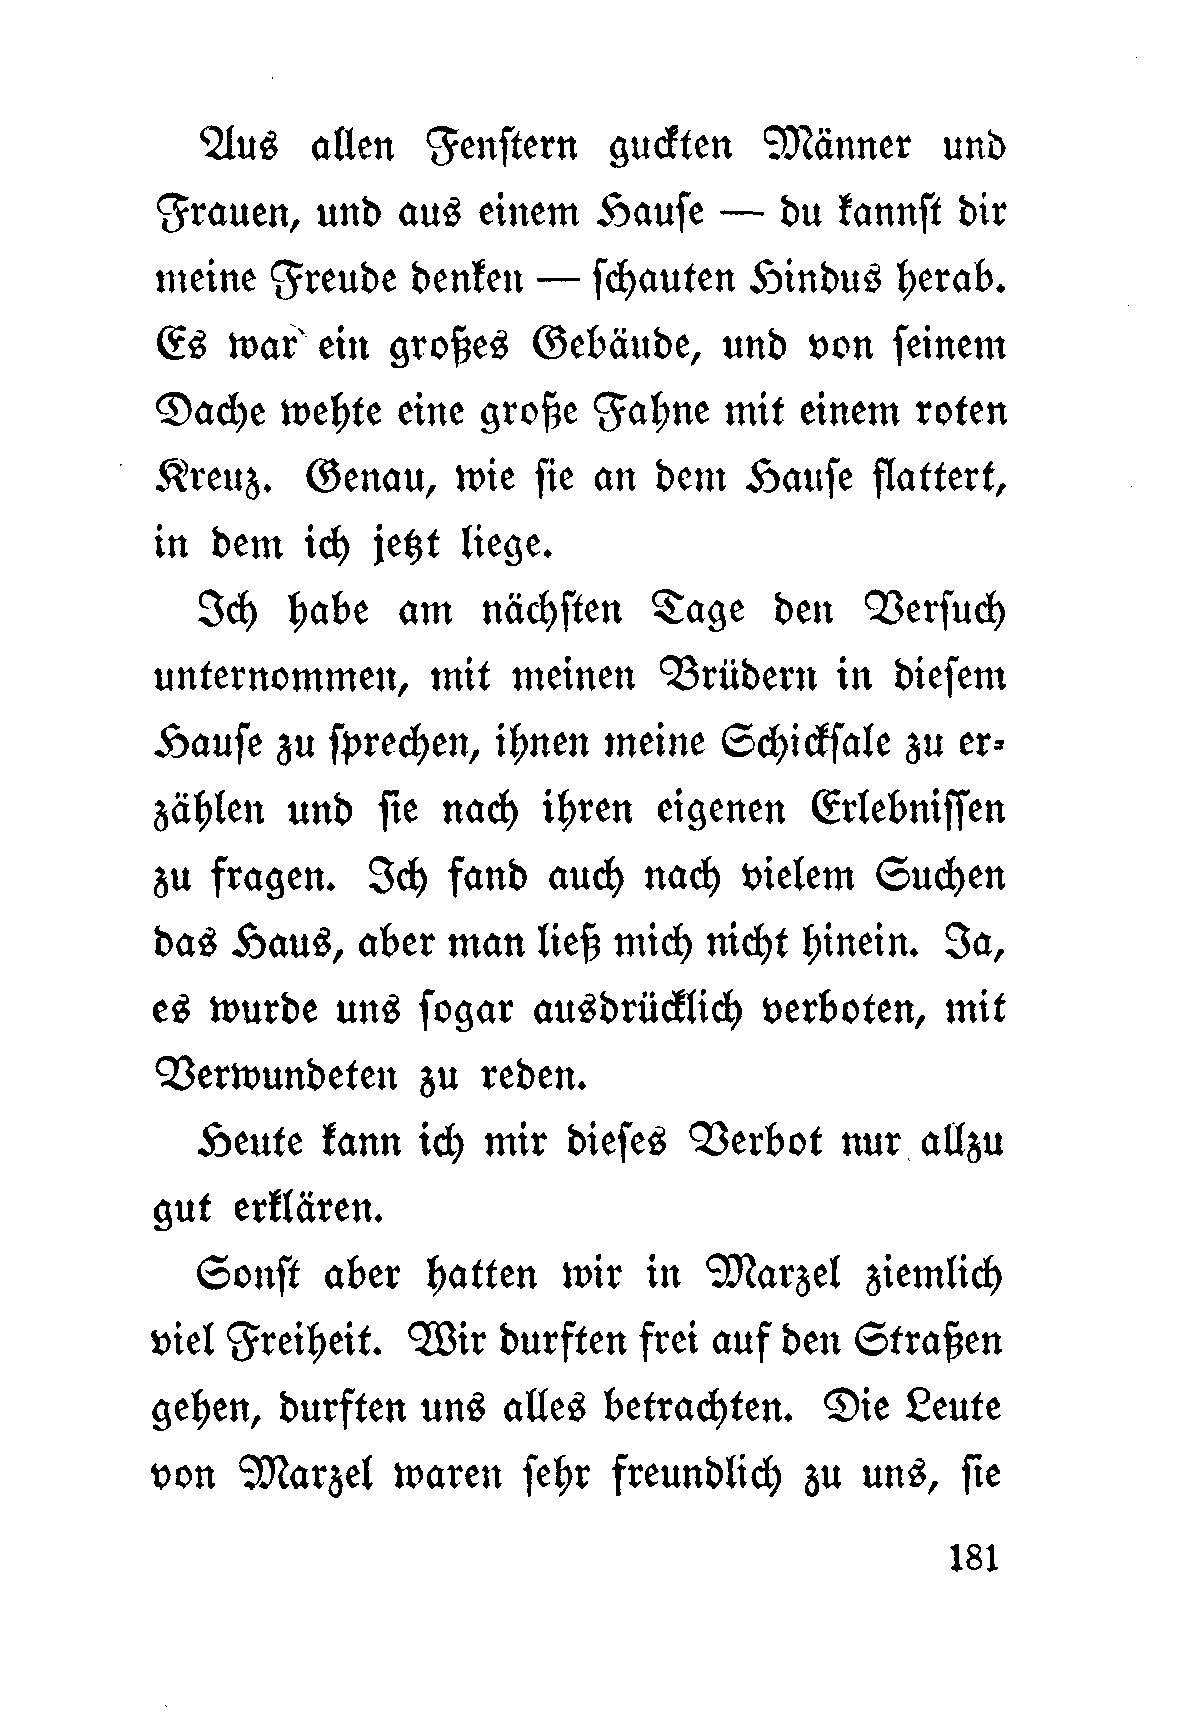 Aus allen Fenſtern guckten Männer und
Frauen, und aus einem Hauſe — du kannſt dir
meine Freude denken — ſchauten Hindus herab.
Es war ein großes Gebäude, und von ſeinem
Dache wehte eine große Fahne mit einem roten
Kreuz. Genau, wie ſie an dem Hauſe flattert,
in dem ich jetzt liege.
Ich habe am nächſten Tage den Verſuch
unternommen, mit meinen Brüdern in dieſem
Hauſe zu ſprechen, ihnen meine Schickſale zu er-
zählen und ſie nach ihren eigenen Erlebniſſen
zu fragen. Ich fand auch nach vielem Suchen
das Haus, aber man ließ mich nicht hinein. Ja,
es wurde uns ſogar ausdrücklich verboten, mit
Verwundeten zu reden.
Heute kann ich mir dieſes Verbot nur allzu
gut erklären.
Sonſt aber hatten wir in Marzel ziemlich
viel Freiheit. Wir durften frei auf den Straßen
gehen, durften uns alles betrachten. Die Leute
von Marzel waren ſehr freundlich zu uns, ſie
181